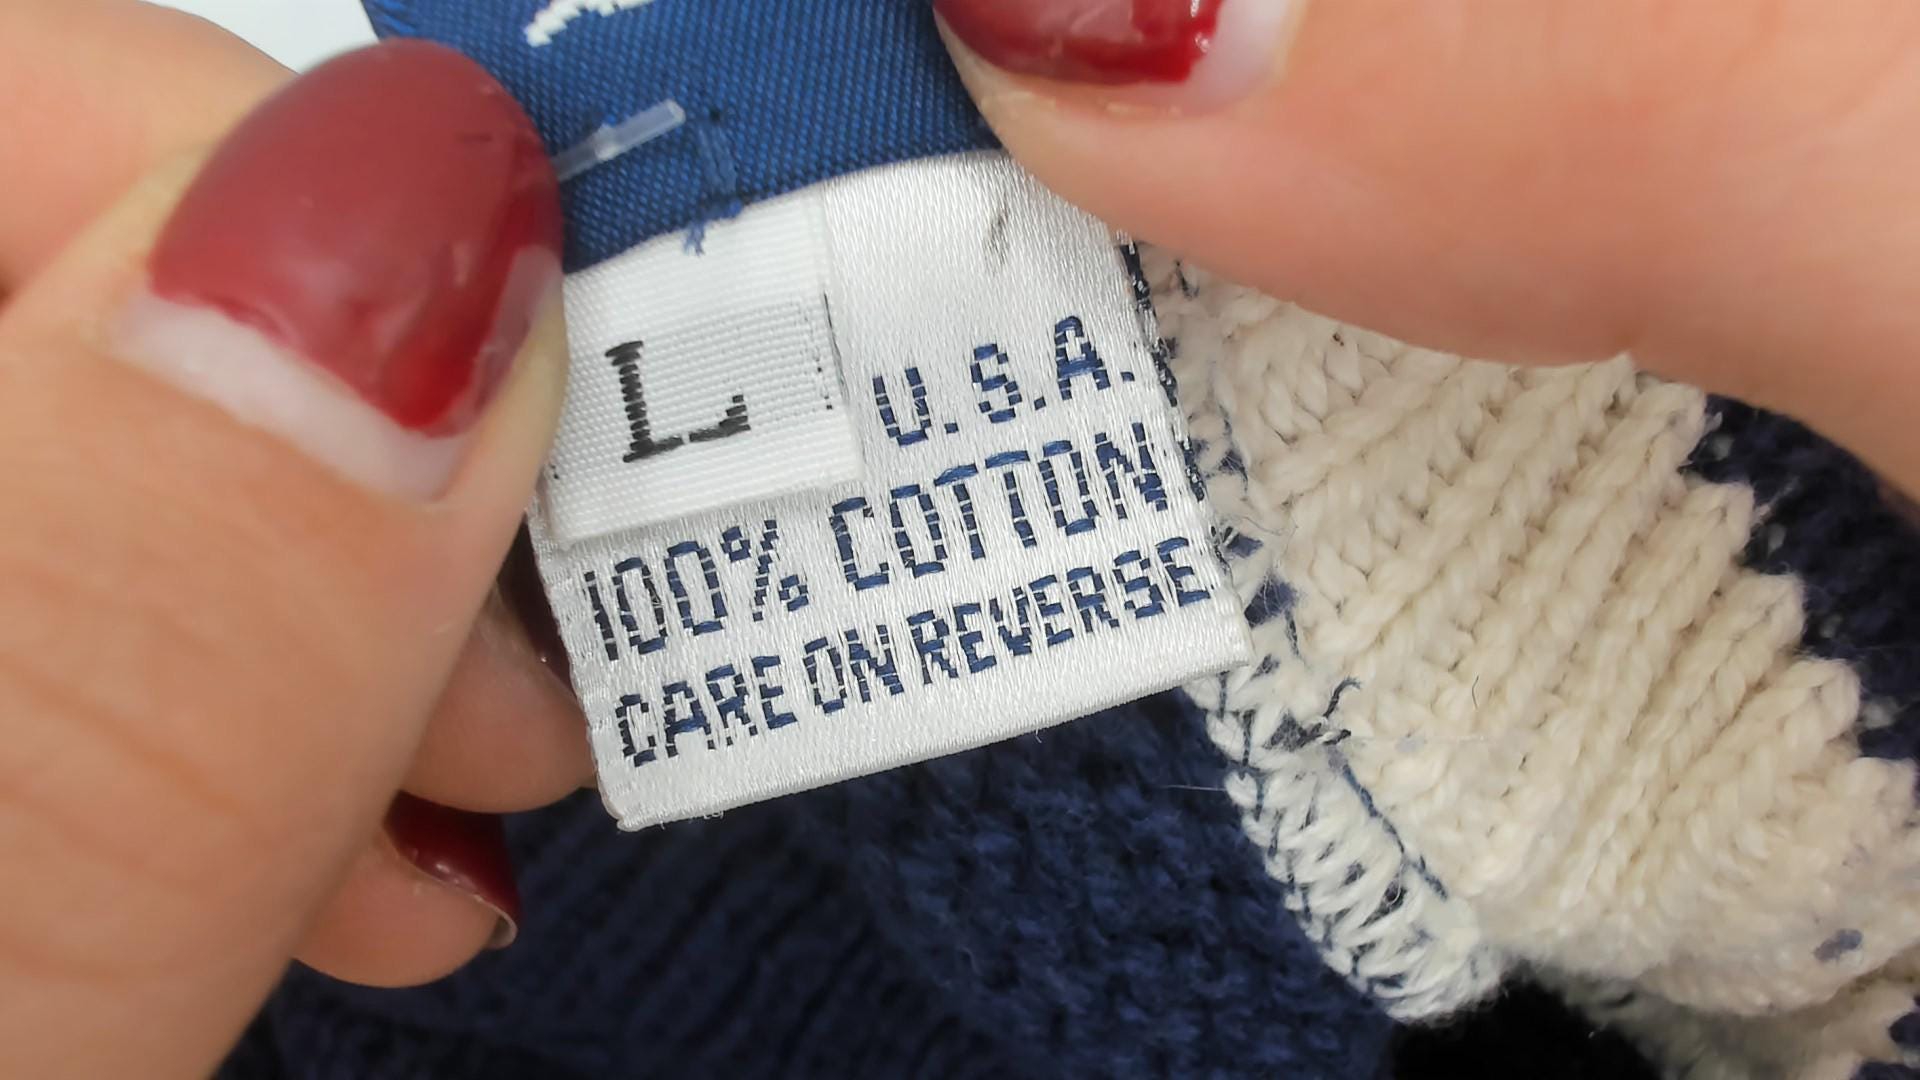 L
U.S.A.
100% COTTON
CARE ON REVERSE